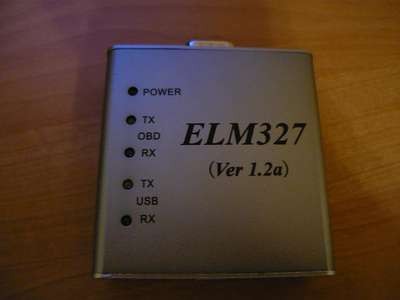 POWER
TX
OBD
RX
TX
USB
RX
ELM327
(Ver 1.2a)